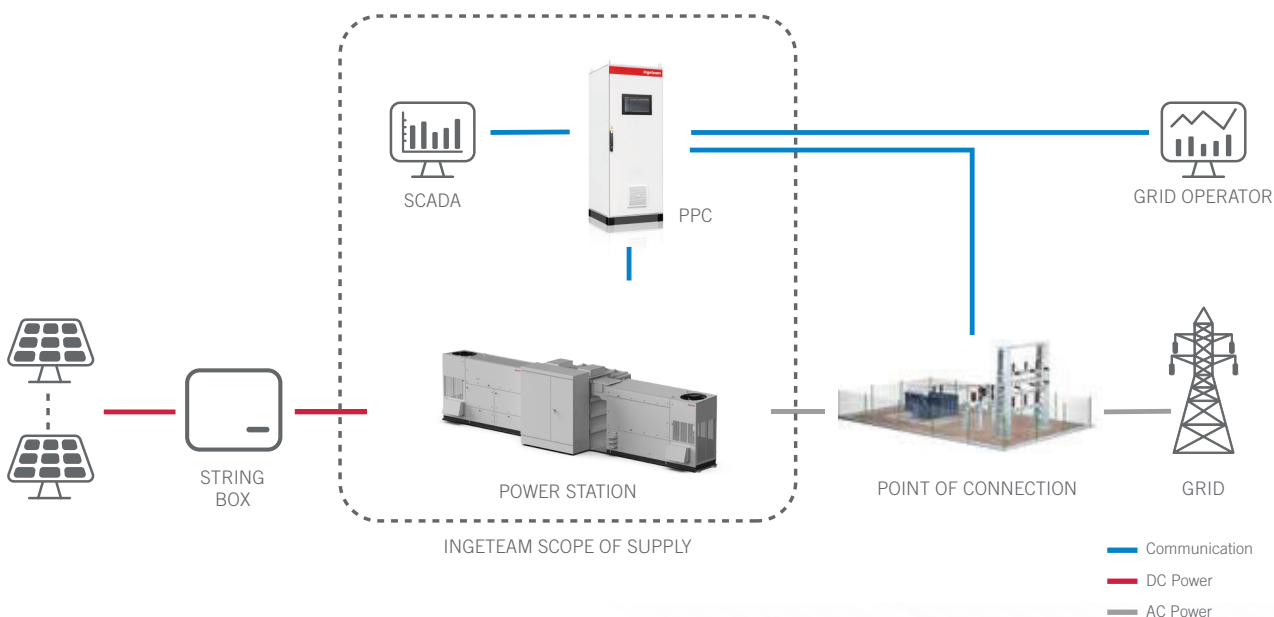 ingeteam
SCADA
PPC
GRID OPERATOR
STRING
BOX
POWER STATION
POINT OF CONNECTION
GRID
INGETEAM SCOPE OF SUPPLY
Communication
DC Power
AC Power